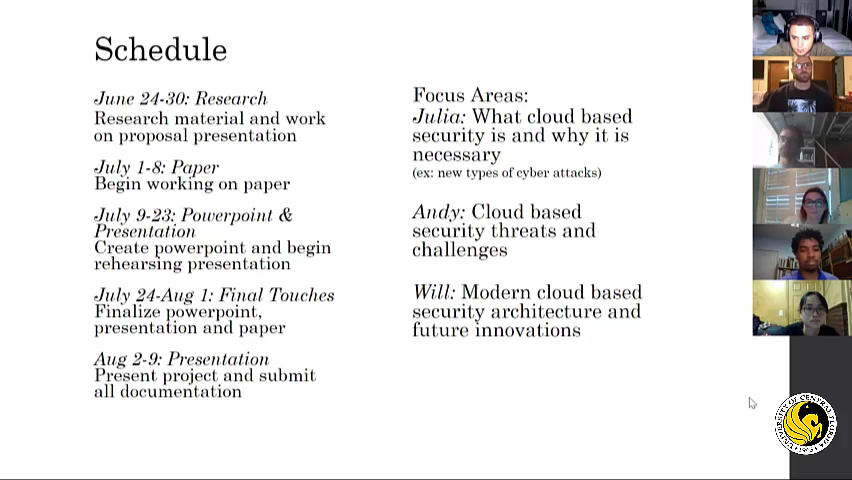 Schedule
June 24-30: Research
Research material and work
on proposal presentation
July 1-8: Paper
Begin working on paper
July 9-23: Powerpoint &
Presentation
Create powerpoint and begin
rehearsing presentation
July 24-Aug 1: Final Touches
Finalize powerpoint,
presentation and paper
Aug 2-9: Presentation
Present project and submit
all documentation
Focus Areas:
Julia: What cloud based
security is and why it is
necessary
(ex: new types of cyber attacks)
Andy: Cloud based
security threats and
challenges
Will: Modern cloud based
security architecture and
future innovations
UNIVERSITY OF CENTRAL FLORIDA